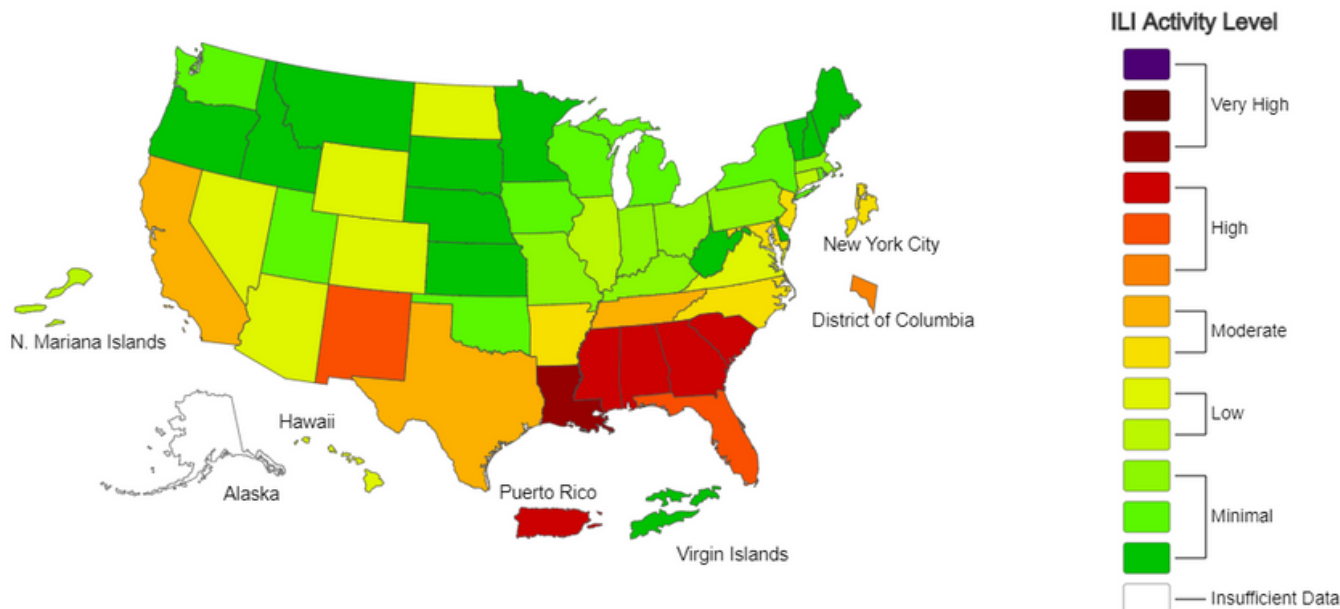 ILI Activity Level
Very High
High
Moderate
Low
Minimal
Insufficient Data
New York City
District of Columbia
N. Mariana Islands
Hawaii
Alaska
Puerto Rico
Virgin Islands